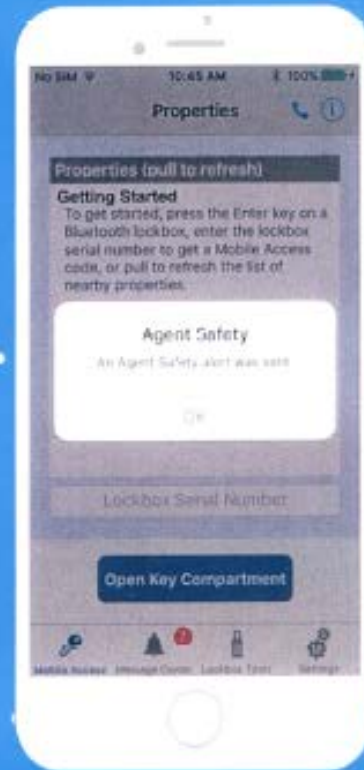 No SIM 10:45 AM 100%
Properties
Properties (pull to refresh)
Getting Started
To get started, press the Enter key on a
Bluetooth lockbox, enter the lockbox
serial number to get a Mobile Access
code, or pull to refresh the list of
nearby properties.
Agent Safety
An Agent Safety alert was sent
OK
Lockbox Serial Number
Open Key Compartment
Mobile Access Message Center Lockbox Tools Settings